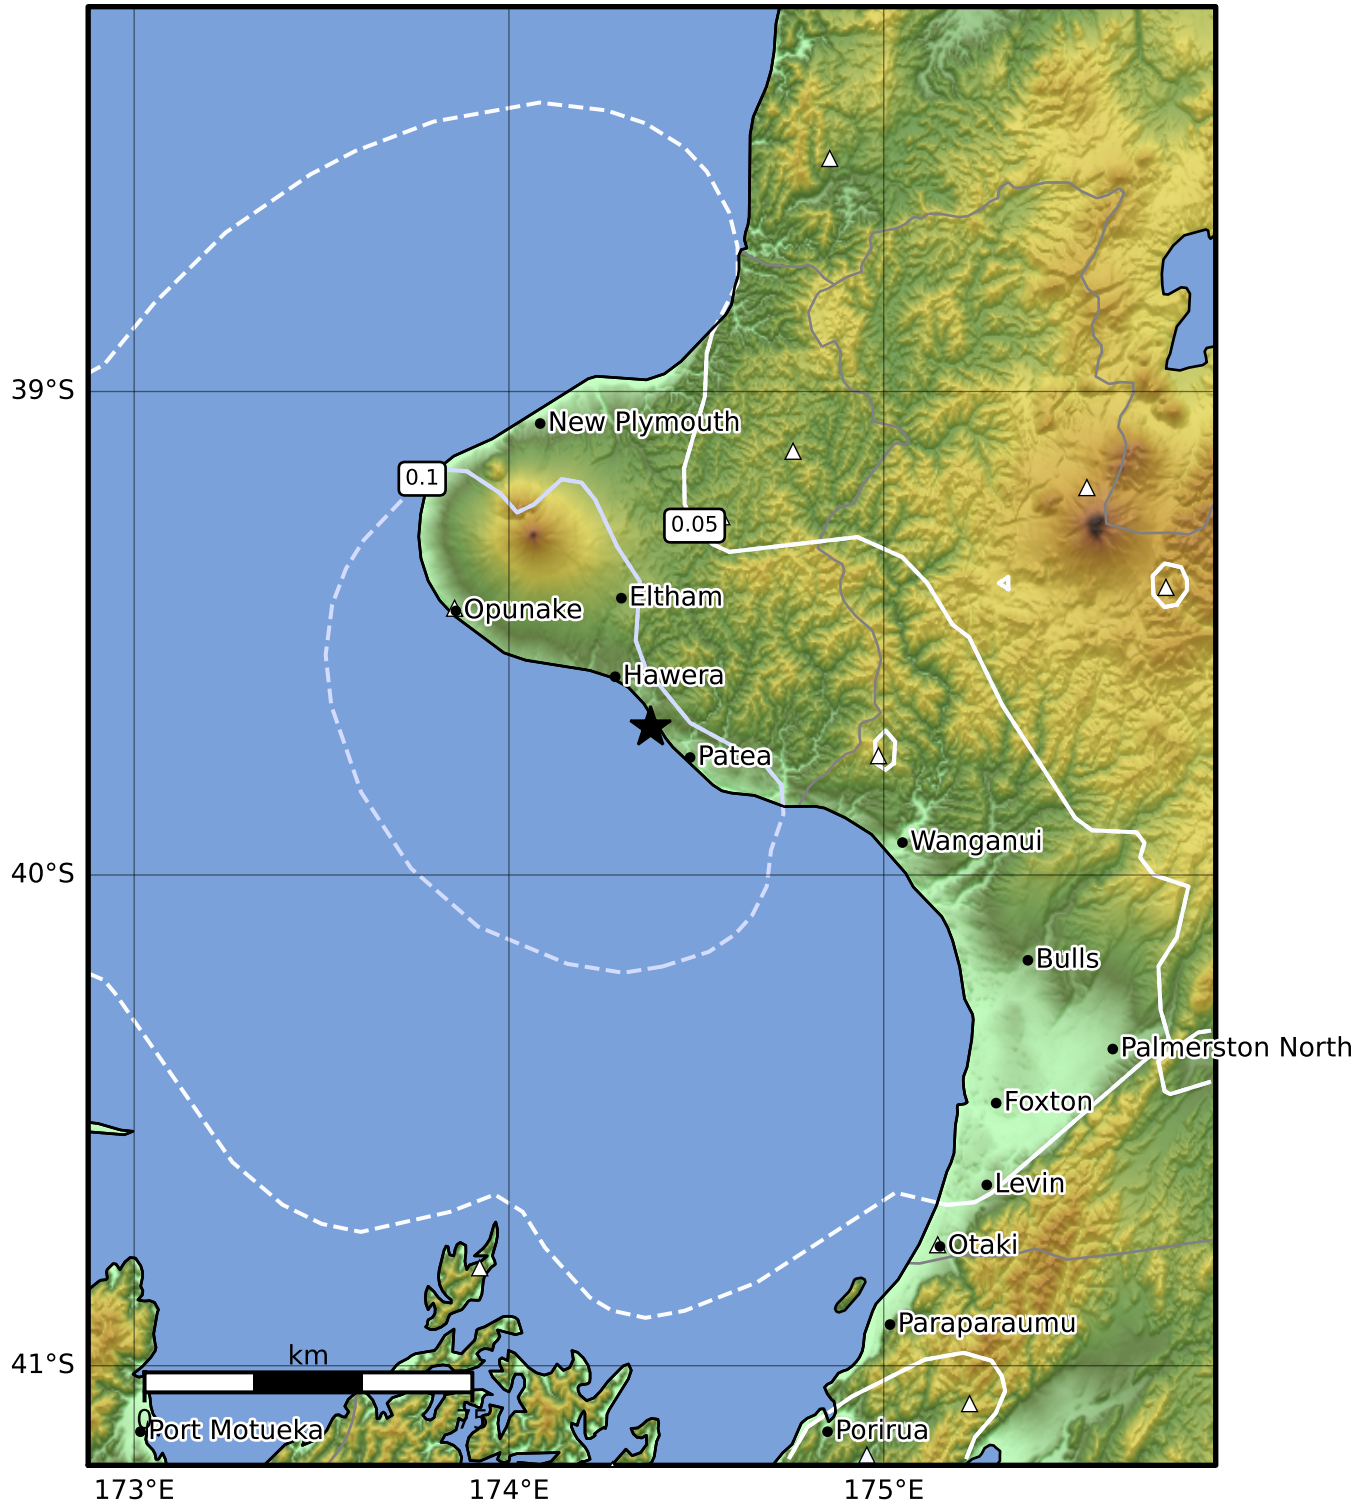 39°S
New Plymouth
0.1
0.05
Eltham
Opunake
Hawera
Patea
Wanganui
40°S
Bulls
Palmerston North
Foxton
Levin
Otaki
Paraparaumu
km
41°S
0
Port Motueka
Porirua
173°E
174°E
175°E